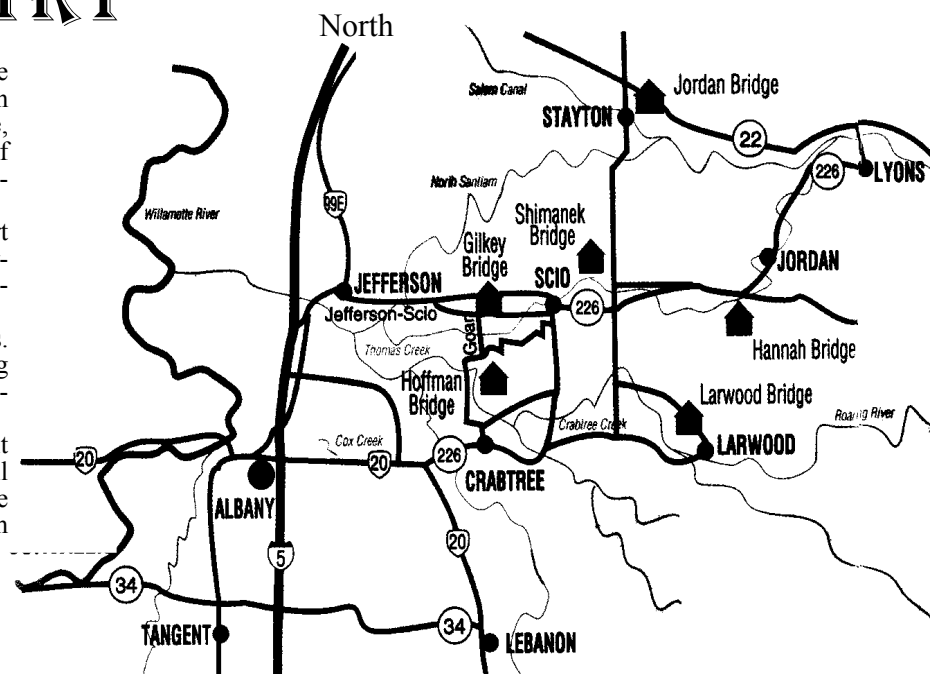 TRY
North
e
n
,
f
-
rt
-
-
s.
g
-
t
l
e
n
Salem Canal
Jordan Bridge
STAYTON
22
226
LYONS
North Santiam
99E
Willamette River
Shimanek
Bridge
Gilkey
Bridge
SCIO
JORDAN
JEFFERSON
Jefferson-Scio
226
Goar
Thomas Creek
Hannah Bridge
Hoffman
Bridge
Larwood Bridge
Roaring River
Crabtree Creek
Cox Creek
LARWOOD
20
20
226
CRABTREE
ALBANY
5
20
34
34
TANGENT
LEBANON